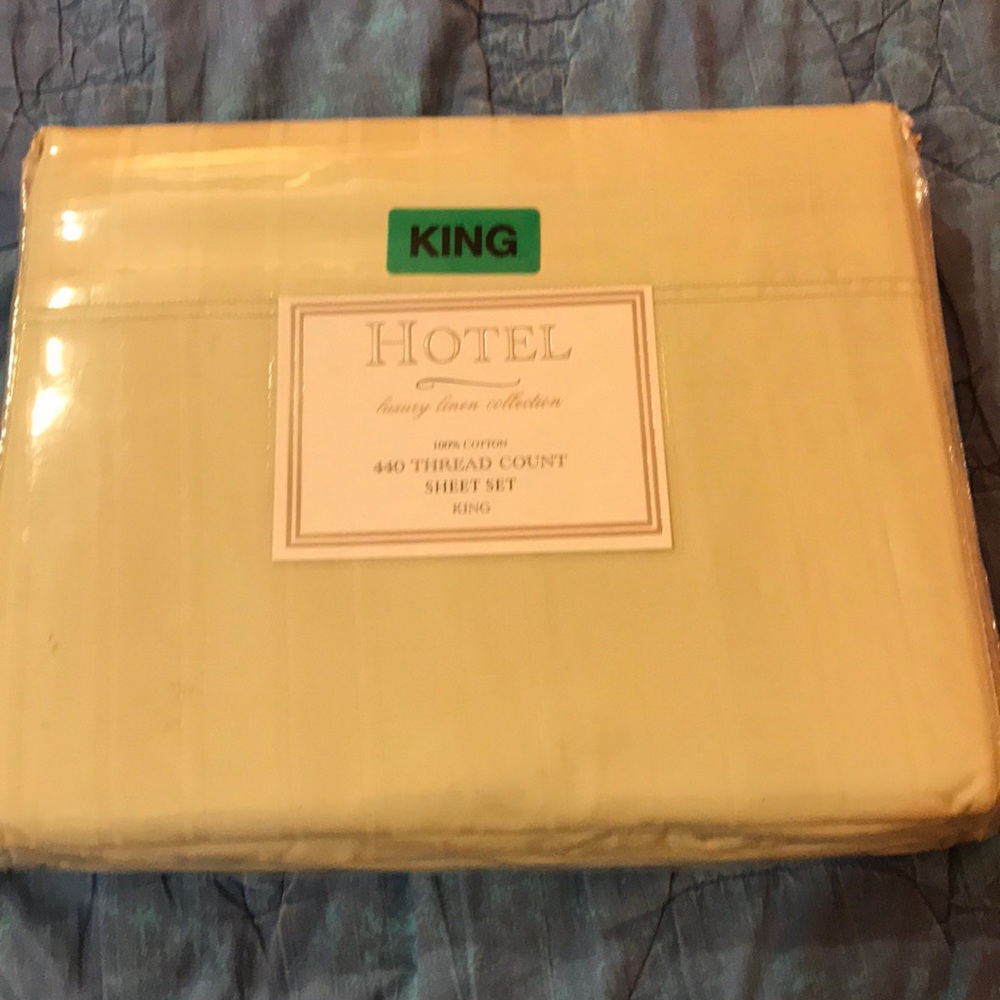 KING
HOTEL
luxury linen collection
100% COTTON
440 THREAD COUNT
SHEET SET
KING